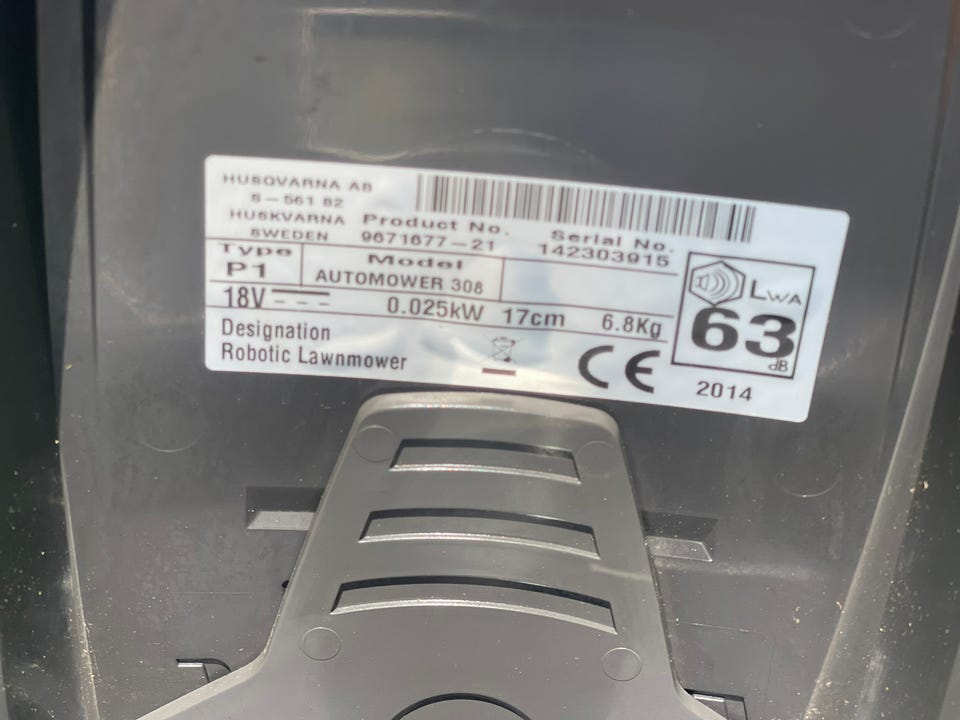 HUSQVARNA AB
S-561 82
HUSKVARNA
SWEDEN
Product No.
9671677-21
Serial No.
142303915
Type
P1
Model
AUTOMOWER 308
18V
0.025kW
17cm
6.8Kg
Designation
Robotic Lawnmower
CE
LWA
63
dB
2014